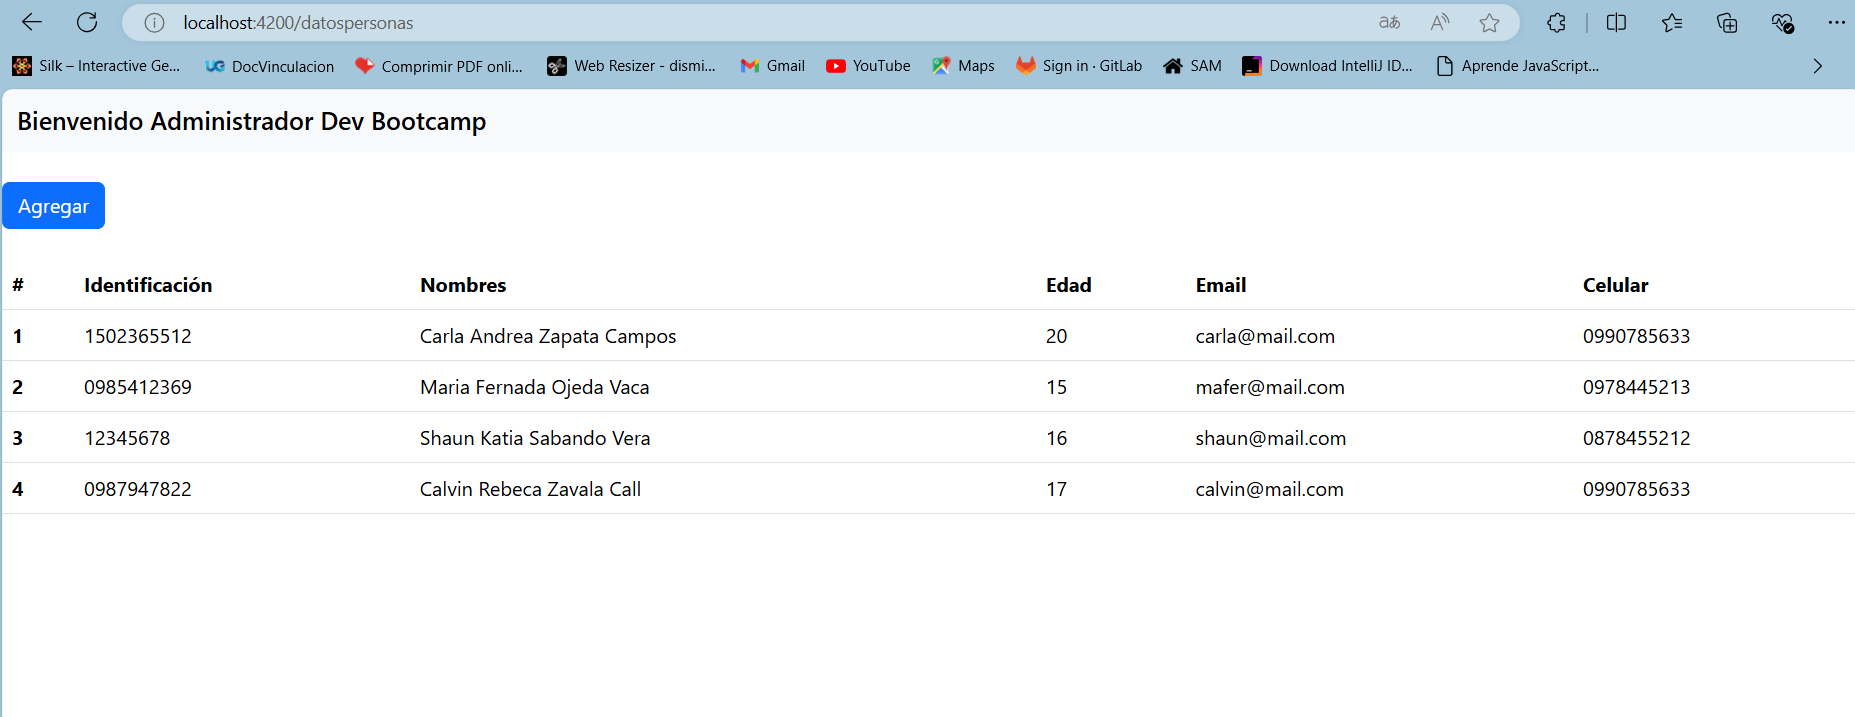 localhost:4200/datospersonas
Silk – Interactive Ge... DocVinculacion Comprimir PDF onli... Web Resizer - dismi... Gmail YouTube Maps Sign in · GitLab SAM Download IntelliJ ID... Aprende JavaScript...
Bienvenido Administrador Dev Bootcamp
Agregar
# Identificación Nombres Edad Email Celular
1 1502365512 Carla Andrea Zapata Campos 20 carla@mail.com 0990785633
2 0985412369 Maria Fernada Ojeda Vaca 15 mafer@mail.com 0978445213
3 12345678 Shaun Katia Sabando Vera 16 shaun@mail.com 0878455212
4 0987947822 Calvin Rebeca Zavala Call 17 calvin@mail.com 0990785633